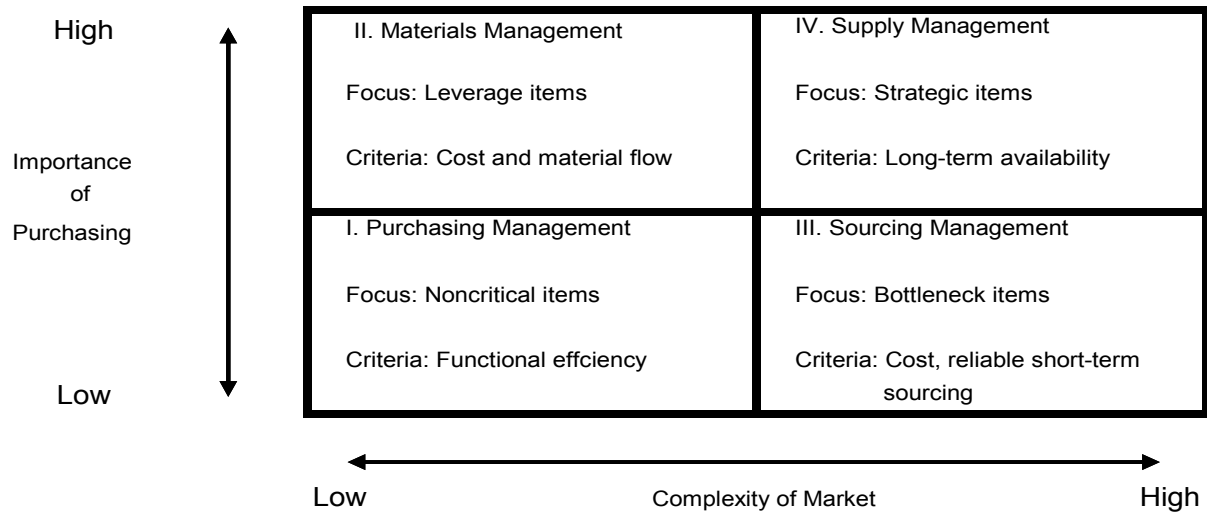 High
Importance
of
Purchasing
Low
II. Materials Management
Focus: Leverage items
Criteria: Cost and material flow
IV. Supply Management
Focus: Strategic items
Criteria: Long-term availability
I. Purchasing Management
Focus: Noncritical items
Criteria: Functional effciency
III. Sourcing Management
Focus: Bottleneck items
Criteria: Cost, reliable short-term
sourcing
Low
Complexity of Market
High